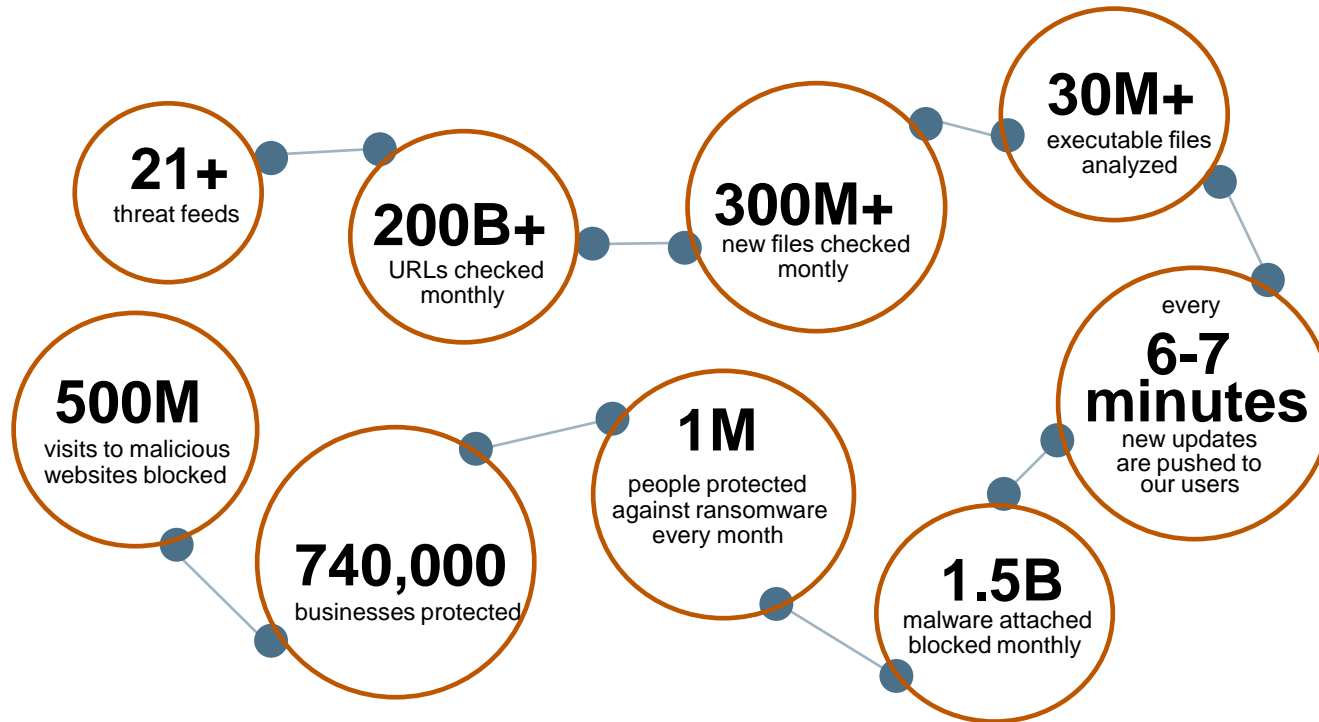 21+
threat feeds
200B+
URLs checked
monthly
300M+
new files checked
montly
30M+
executable files
analyzed
every
6-7
minutes
new updates
are pushed to
our users
1.5B
malware attached
blocked monthly
1M
people protected
against ransomware
every month
740,000
businesses protected
500M
visits to malicious
websites blocked